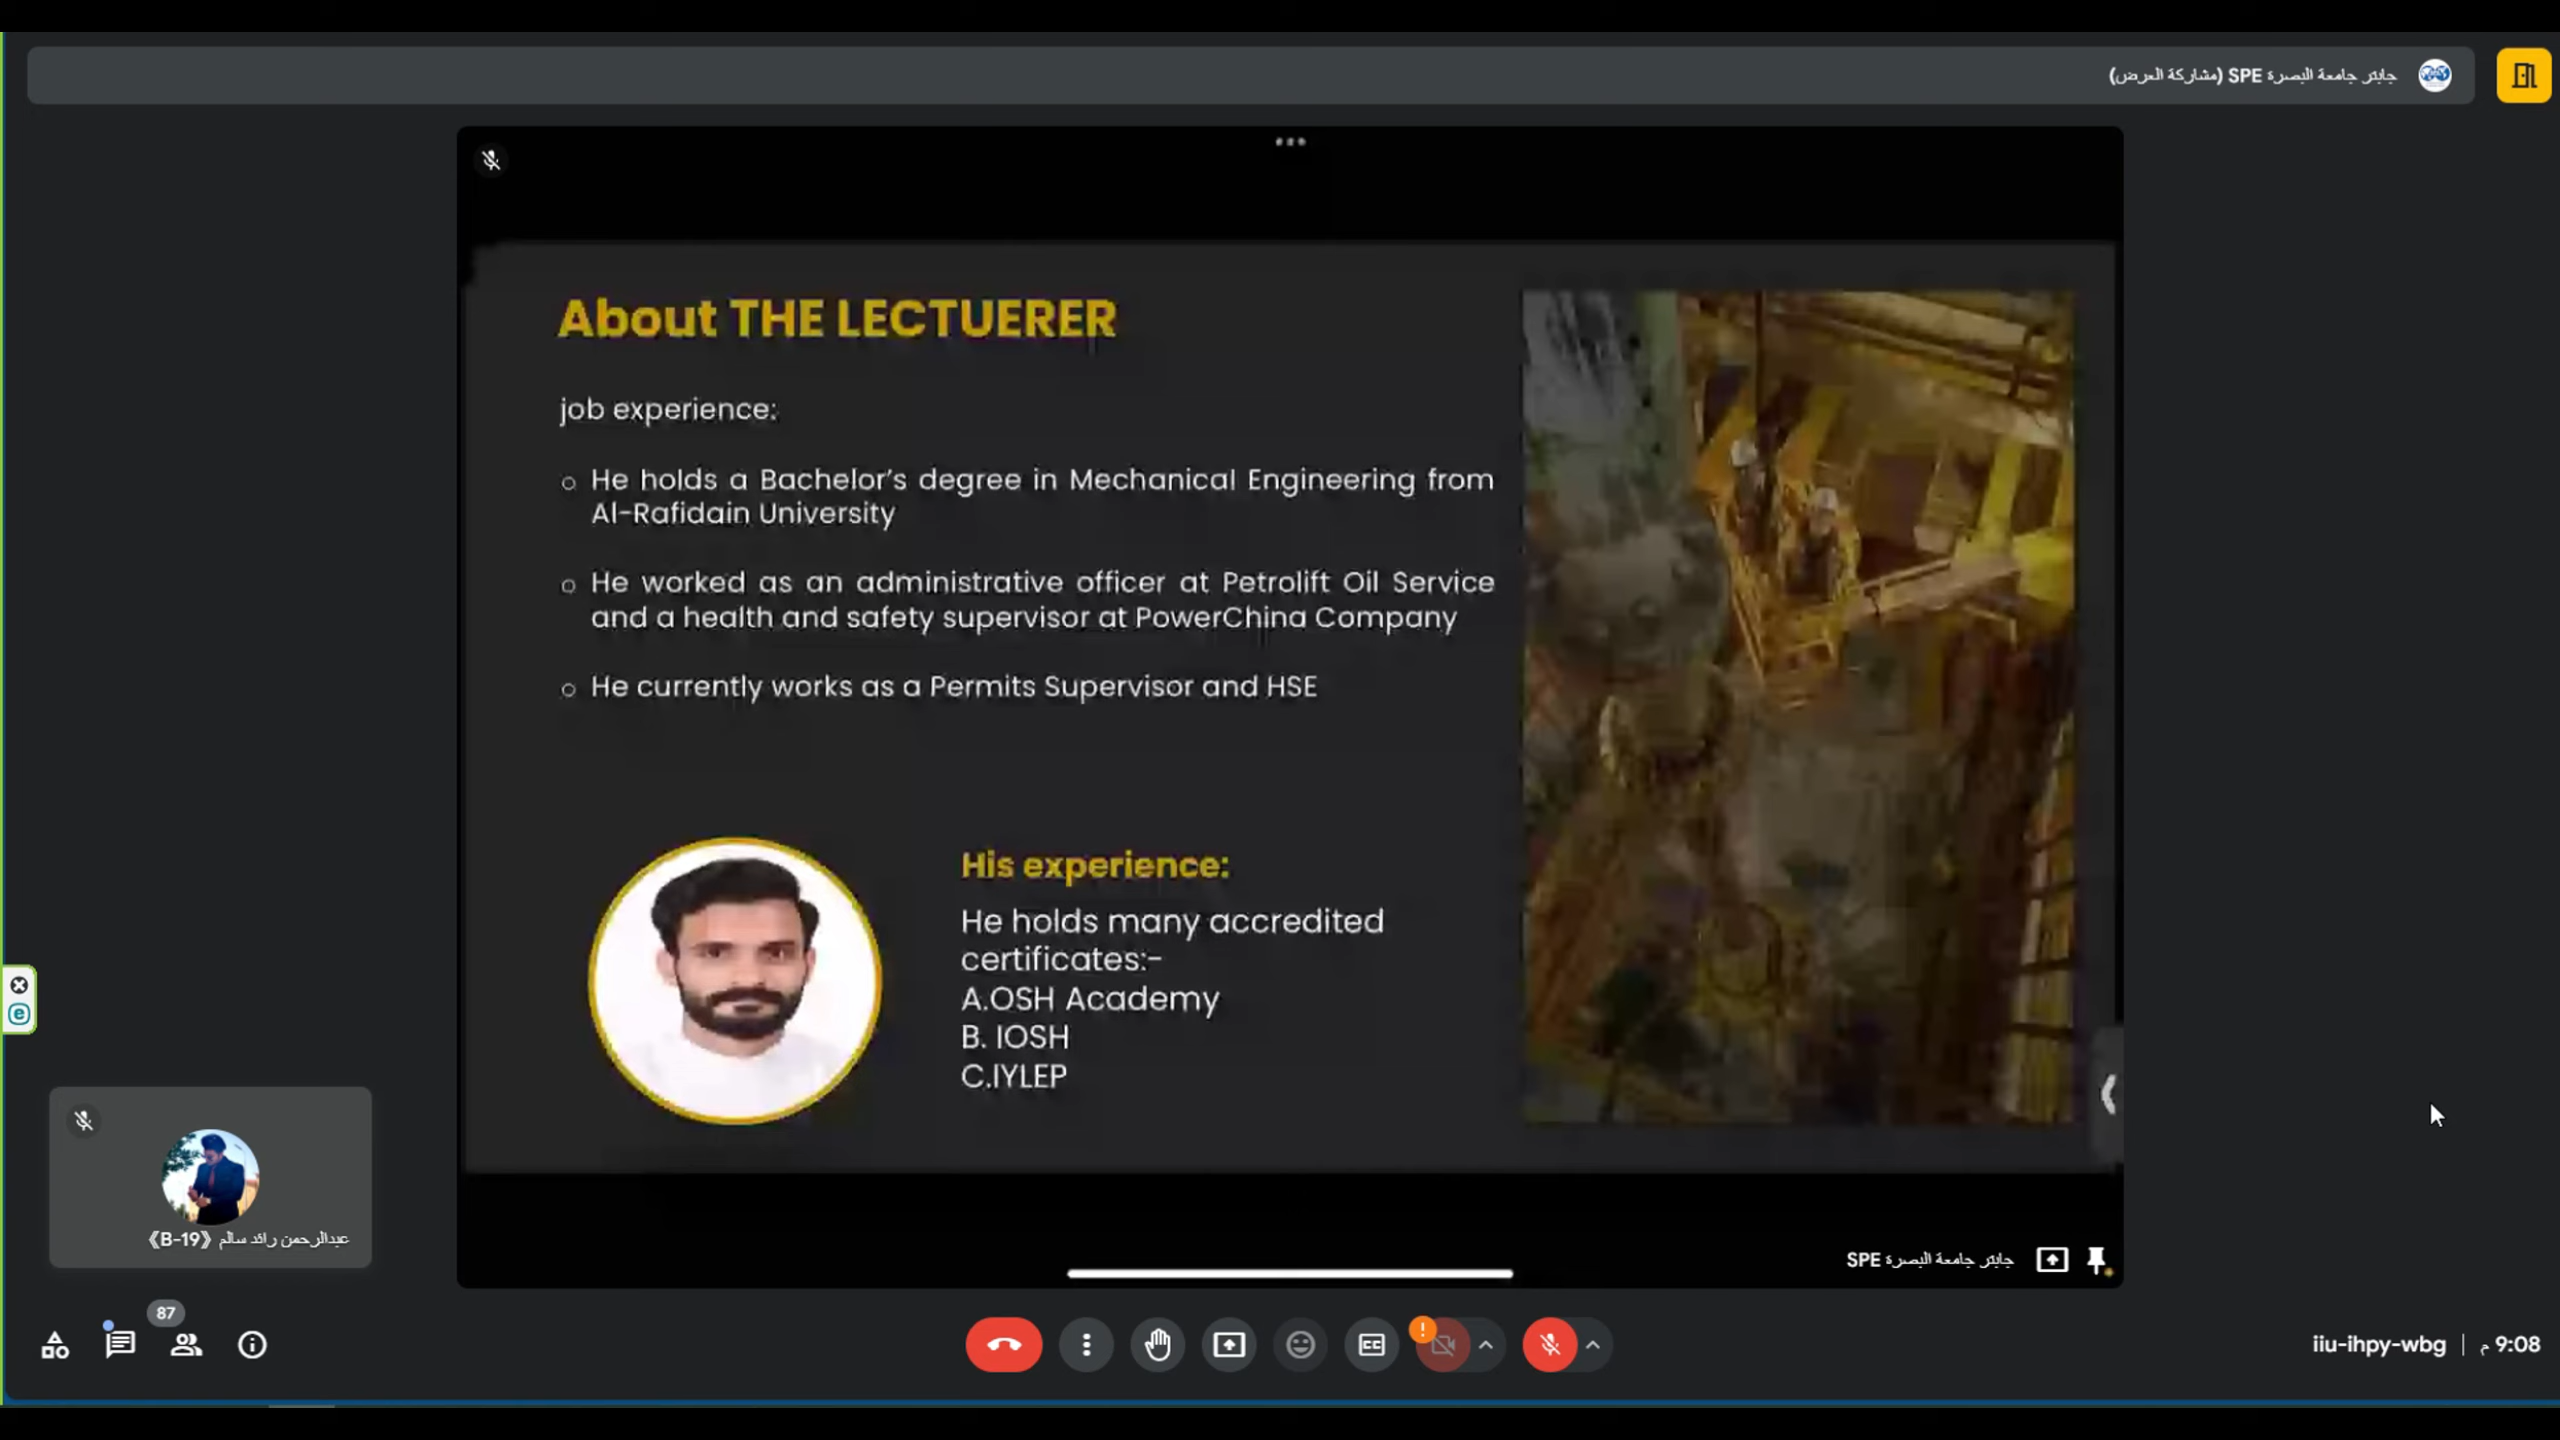 جابتر جامعة البصرة SPE (مشاركة العرض)
About THE LECTUERER
job experience:
He holds a Bachelor's degree in Mechanical Engineering from
Al-Rafidain University
He worked as an administrative officer at Petrolift Oil Service
and a health and safety supervisor at PowerChina Company
He currently works as a Permits Supervisor and HSE
His experience:
He holds many accredited
certificates:-
A.OSH Academy
B. IOSH
C.IYLEP
عبدالرحمن رائد سالم 《B-19》
جابتر جامعة البصرة SPE
87
iiu-ihpy-wbg | 9:08 م